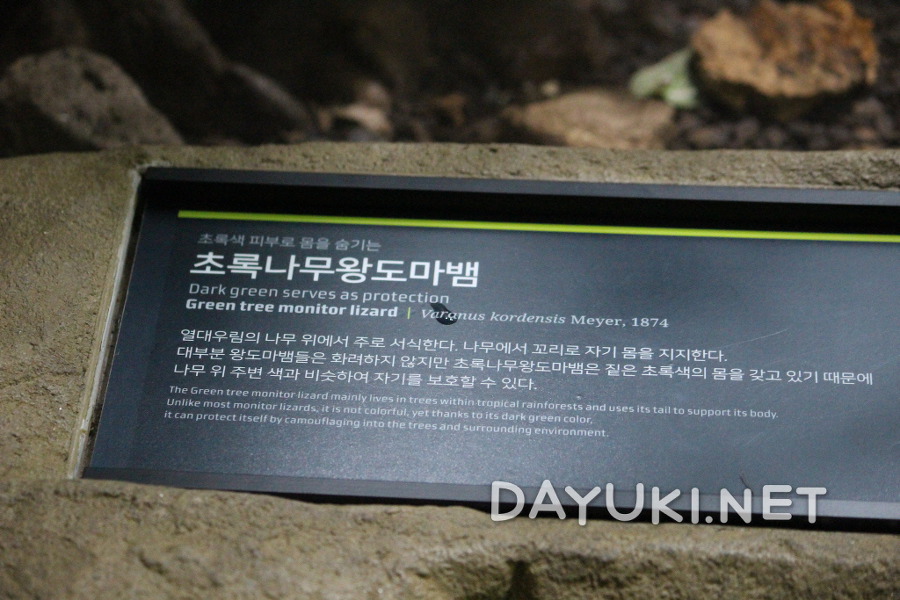 초록색 피부로 몸을 숨기는
초록나무왕도마뱀
Dark green serves as protection
Green tree monitor lizard | Varanus kordensis Meyer, 1874
열대우림의 나무 위에서 주로 서식한다. 나무에서 꼬리로 자기 몸을 지지한다.
대부분 왕도마뱀들은 화려하지 않지만 초록나무왕도마뱀은 짙은 초록색의 몸을 갖고 있기 때문에
나무 위 주변 색과 비슷하여 자기를 보호할 수 있다.
The Green tree monitor lizard mainly lives in trees within tropical rainforests and uses its tail to support its body.
Unlike most monitor lizards, it is not colorful, yet thanks to its dark green color,
it can protect itself by camouflaging into the trees and surrounding environment.
DAYUKI.NET